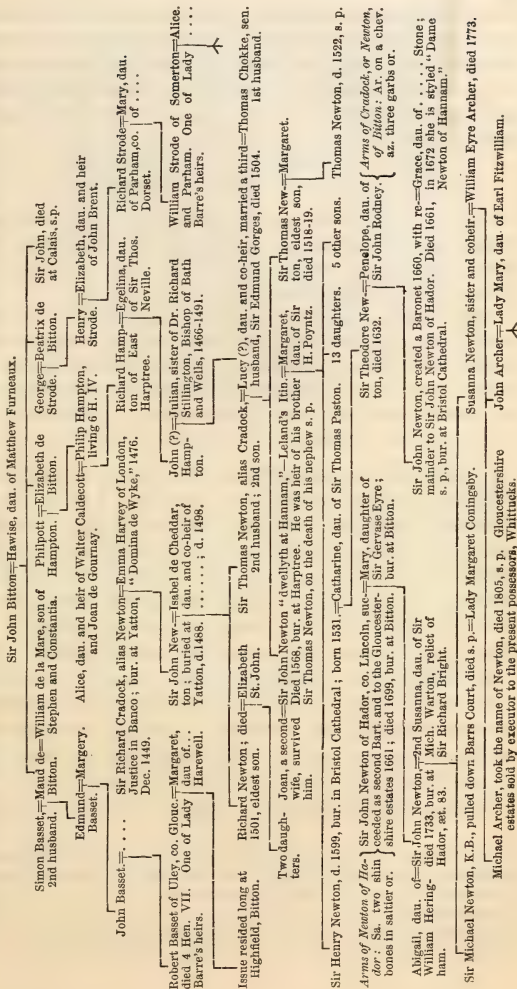 Sir John Bitton=Hawise, dau. of Matthew Furneaux.
Simon Basset,=Maud de=William de la Mare, son of
2nd husband. Bitton. Stephen and Constantia.
Philpott=Elizabeth de
Hampton. Bitton.
George=Beatrix de
Strode. Bitton.
Sir John, died
at Calais, s.p.
Edmund=Margery.
Basset.
Alice, dau. and heir of Walter Caldecott=Philip Hampton,
and Joan de Gournay. living 6 H. IV.
Henry=Elizabeth, dau. and heir
Strode. of John Brent.
John Basset.=. . . .
Sir Richard Cradock, alias Newton=Emma Harvey of London,
Justice in Banco; bur. at Yatton, "Domina de Wyke," 1476.
Dec. 1449.
Richard Hamp-=Egelina, dau.
ton of East of Sir Thos.
Harptree. Neville.
Richard Strode=Mary, dau.
of Parham, co. of . . . .
Dorset.
Robert Basset of Uley, co. Glouc.=Margaret,
died 4 Hen. VII. One of Lady dau. of...
Barre's heirs. Harewell.
Sir John New-=Isabel de Cheddar,
ton; buried at dau. and co-heir of
Yatton, d. 1488. . . . . . .; d. 1498.
John (?)=Julian, sister of Dr. Richard
Hamp- Stillington, Bishop of Bath
ton. and Wells, 1466-1491.
William Strode of Somerton=Alice.
and Parham. One of Lady . . . .
Barre's heirs.
Issue resided long at
Highfield, Bitton.
Richard Newton; died=Elizabeth
1501, eldest son. St. John.
Sir Thomas Newton, alias Cradock,=Lucy (?), dau. and co-heir, married a third=Thomas Chokke, sen.
2nd husband; 2nd son. husband, Sir Edmund Gorges, died 1504. 1st husband.
Two daugh-
ters.
Joan, a second=Sir John Newton "dwellyth at Hannam,"—Leland's Itin.=Margaret,
wife, survived Died 1568, bur. at Harptree. He was heir of his brother dau. of Sir
him. Sir Thomas Newton, on the death of his nephew s. p. H. Poyntz.
Sir Thomas New-=Margaret.
ton, eldest son,
died 1518-19.
Thomas Newton, d. 1522, s. p.
Sir Henry Newton, d. 1599, bur. in Bristol Cathedral; born 1531.=Catharine, dau. of Sir Thomas Paston.
13 daughters.
5 other sons.
Arms of Newton of Ha-
dor: Sa. two shin
bones in saltier or.
Sir John Newton of Hador, co. Lincoln, suc-=Mary, daughter of
ceeded as second Bart. and to the Gloucester- Sir Gervase Eyre;
shire estates 1661; died 1699, bur. at Bitton. bur. at Bitton.
Sir Theodore New-=Penelope, dau. of
ton, died 1632. Sir John Rodney.
Arms of Cradock, or Newton,
of Bitton: Ar. on a chev.
az. three garbs or.
Abigail, dau. of=Sir John Newton,=2nd Susanna, dau. of Sir
William Hering- died 1733, bur. at Mich. Warton, relict of
ham. Hador, æt. 83. Sir Richard Bright.
Sir John Newton, created a Baronet 1660, with re-=Grace, dau. of . . . . . Stone;
mainder to Sir John Newton of Hador. Died 1661, in 1672 she is styled "Dame
s. p., bur. at Bristol Cathedral. Newton of Hannam."
Sir Michael Newton, K.B., pulled down Barrs Court, died s. p.=Lady Margaret Coningsby.
Susanna Newton, sister and coheir.=William Eyre Archer, died 1773.
Michael Archer, took the name of Newton, died 1805, s. p. Gloucestershire
estates sold by executor to the present possessors, Whittucks.
John Archer=Lady Mary, dau. of Earl Fitzwilliam.